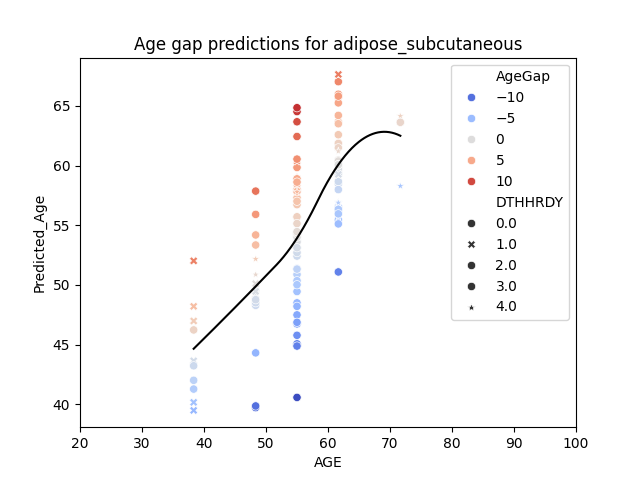 Age gap predictions for adipose_subcutaneous
Predicted_Age
65
60
55
50
45
40
20 30 40 50 60 70 80 90 100
AGE
AgeGap
−10
−5
0
5
10
DTHHRDY
0.0
1.0
2.0
3.0
4.0